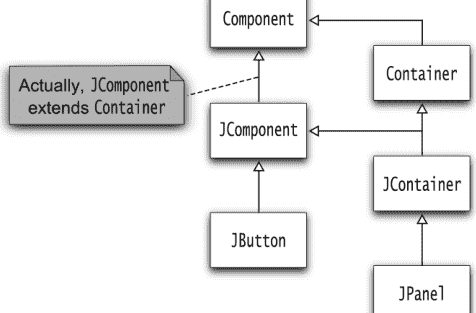 Component
Container
Actually, JComponent
extends Container
JComponent
JContainer
JButton
JPanel